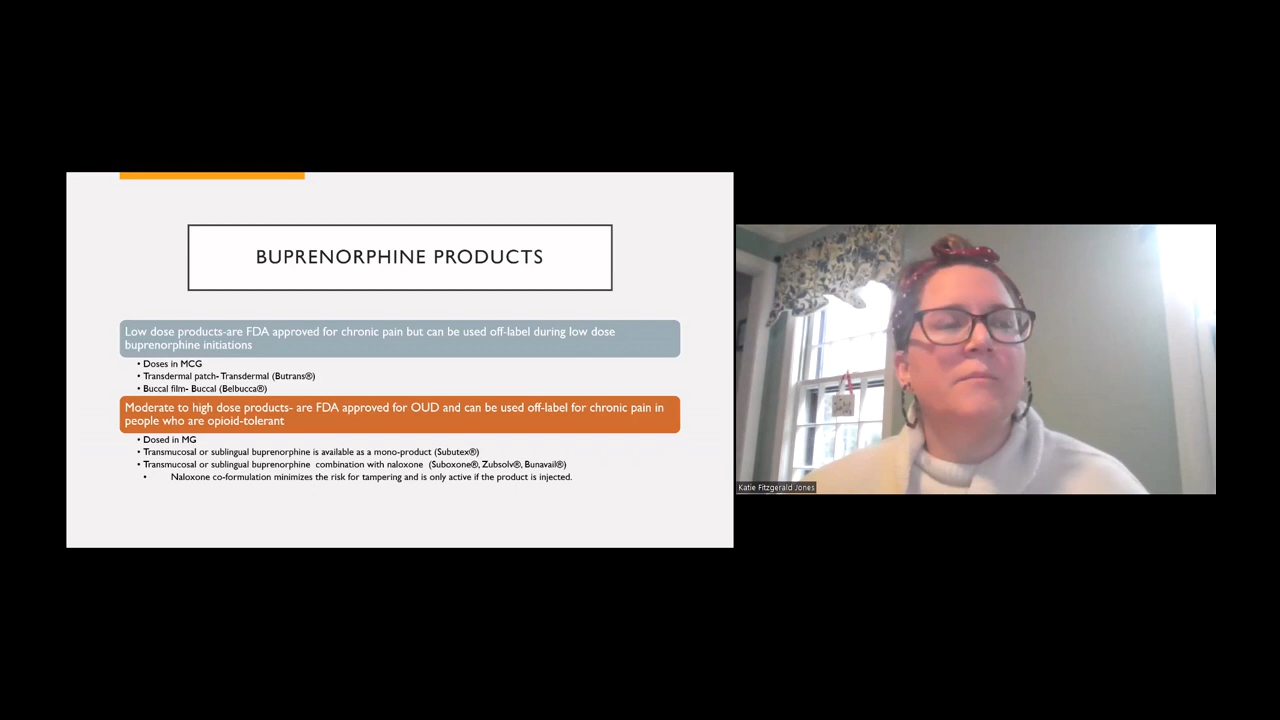 BUPRENORPHINE PRODUCTS
Low dose products-are FDA approved for chronic pain but can be used off-label during low dose
buprenorphine initiations
• Doses in MCG
• Transdermal patch- Transdermal (Butrans®)
• Buccal film- Buccal (Belbucca®)
Moderate to high dose products- are FDA approved for OUD and can be used off-label for chronic pain in
people who are opioid-tolerant
• Dosed in MG
• Transmucosal or sublingual buprenorphine is available as a mono-product (Subutex®)
• Transmucosal or sublingual buprenorphine combination with naloxone (Suboxone®, Zubsolv®, Bunavail®)
• Naloxone co-formulation minimizes the risk for tampering and is only active if the product is injected.
Katie Fitzgerald Jones